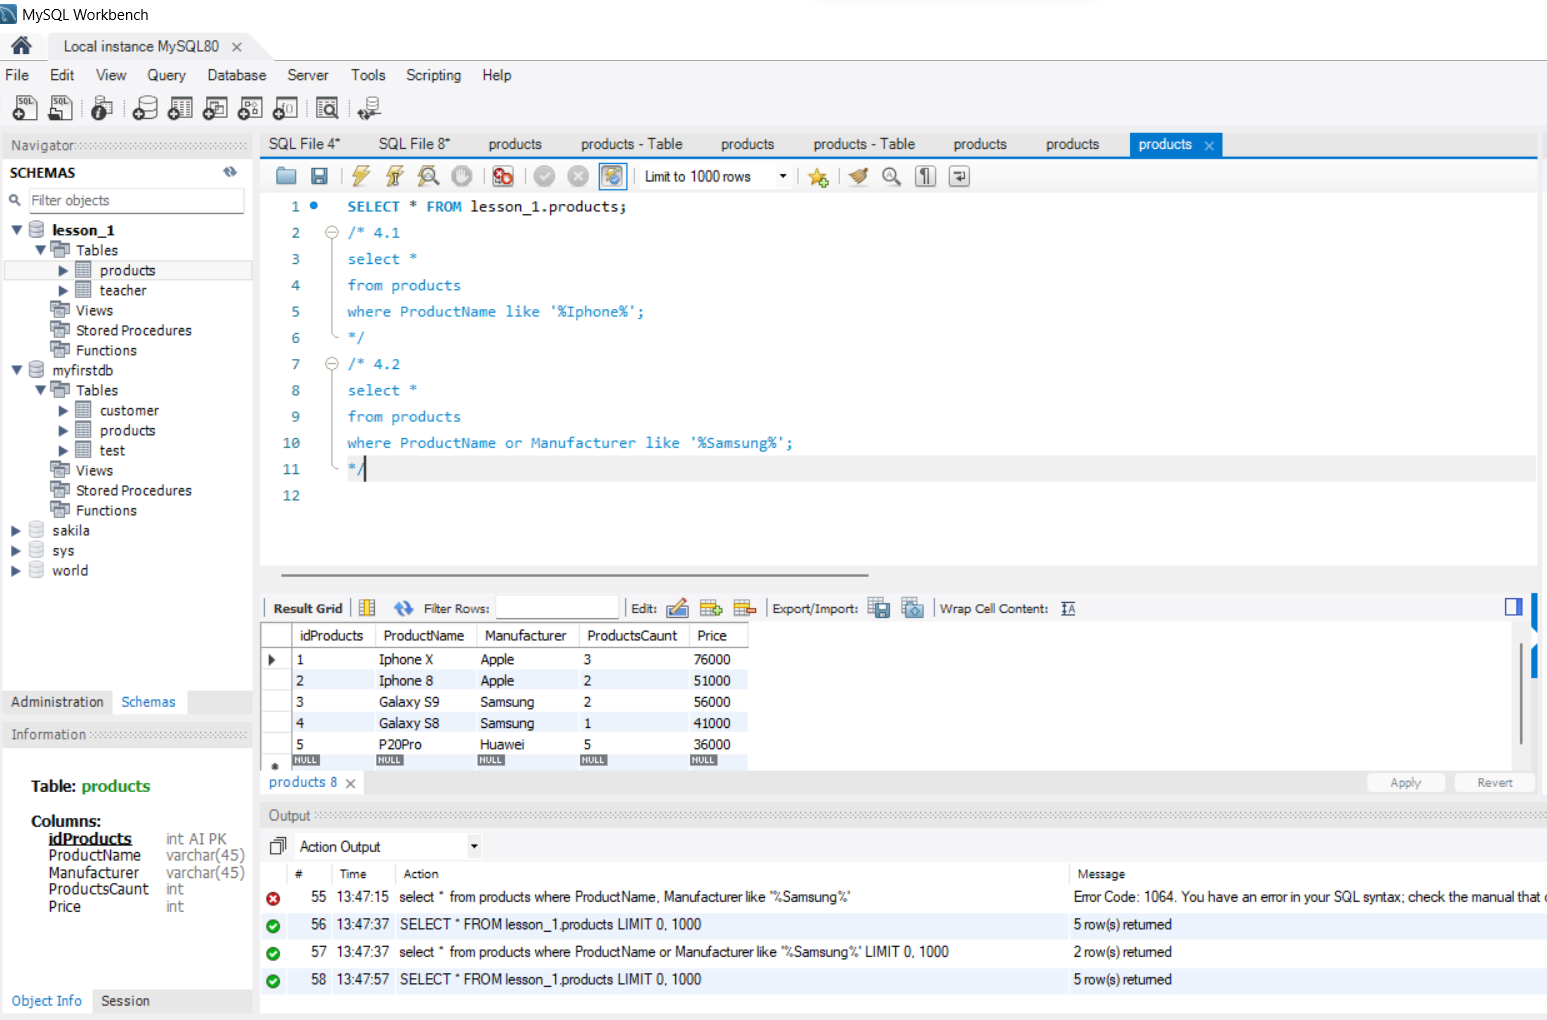 MySQL Workbench
Local instance MySQL80
File Edit View Query Database Server Tools Scripting Help
Navigator
SCHEMAS
Filter objects
lesson_1
Tables
products
teacher
Views
Stored Procedures
Functions
myfirstdb
Tables
customer
products
test
Views
Stored Procedures
Functions
sakila
sys
world
Administration Schemas
Information
Table: products
Columns:
idProducts int AI PK
ProductName varchar(45)
Manufacturer varchar(45)
ProductsCount int
Price int
Object Info Session
SQL File 4* SQL File 8* products products - Table products products - Table products products products
Limit to 1000 rows
1 SELECT * FROM lesson_1.products;
2 /* 4.1
3 select *
4 from products
5 where ProductName like '%Iphone%';
6 */
7 /* 4.2
8 select *
9 from products
10 where ProductName or Manufacturer like '%Samsung%';
11 */
12
Result Grid Filter Rows: Edit: Export/Import: Wrap Cell Content:
idProducts ProductName Manufacturer ProductsCount Price
1 Iphone X Apple 3 76000
2 Iphone 8 Apple 2 51000
3 Galaxy S9 Samsung 2 56000
4 Galaxy S8 Samsung 1 41000
5 P20Pro Huawei 5 36000
NULL NULL NULL NULL NULL
products 8 Apply Revert
Output
Action Output
# Time Action Message
55 13:47:15 select * from products where ProductName, Manufacturer like '%Samsung%' Error Code: 1064. You have an error in your SQL syntax; check the manual that
56 13:47:37 SELECT * FROM lesson_1.products LIMIT 0, 1000 5 row(s) returned
57 13:47:37 select * from products where ProductName or Manufacturer like '%Samsung%' LIMIT 0, 1000 2 row(s) returned
58 13:47:57 SELECT * FROM lesson_1.products LIMIT 0, 1000 5 row(s) returned